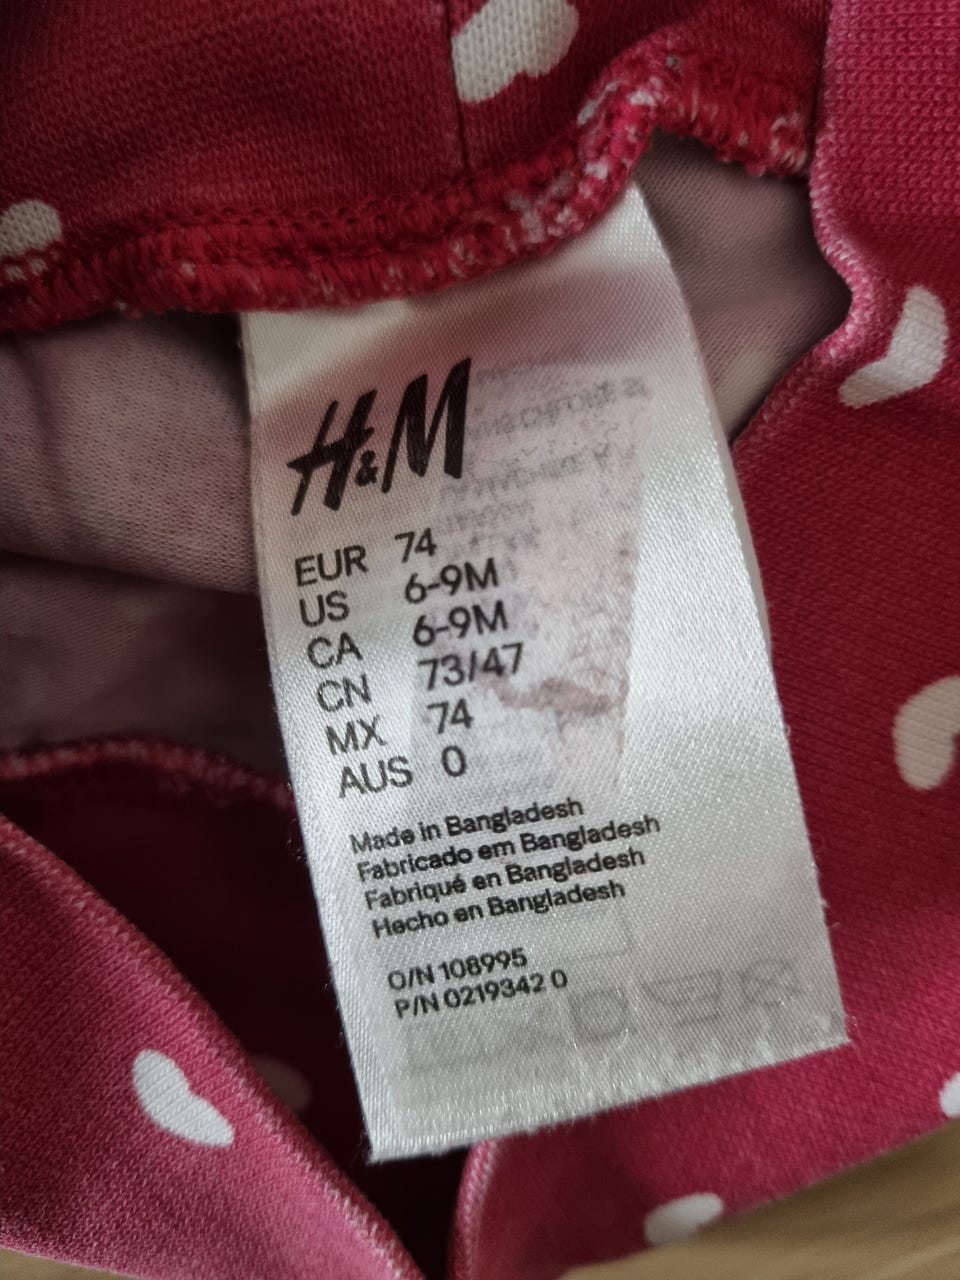 H&M
EUR 74
US 6-9M
CA 6-9M
CN 73/47
MX 74
AUS 0
Made in Bangladesh
Fabricado em Bangladesh
Fabriqué en Bangladesh
Hecho en Bangladesh
O/N 108995
P/N 0219342 0